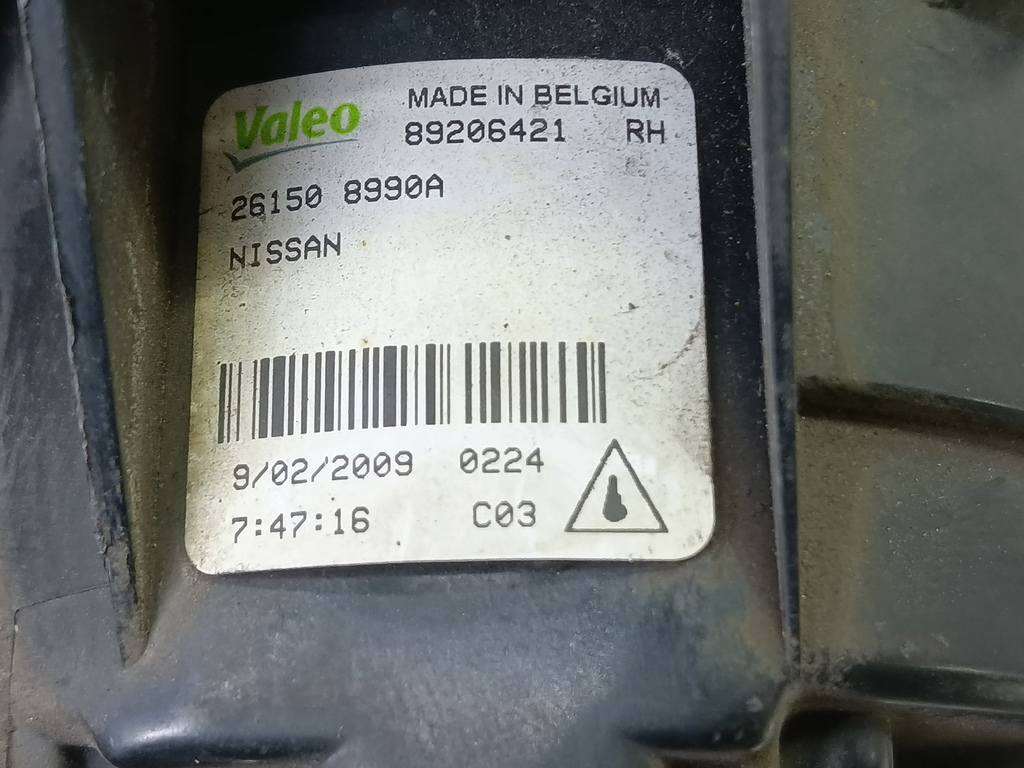 Valeo MADE IN BELGIUM
89206421 RH
26150 8990A
NISSAN
9/02/2009 0224
7:47:16 C03